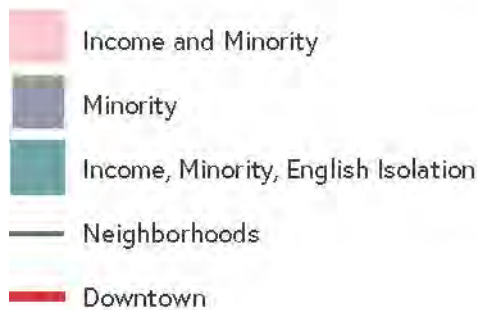 Income and Minority
Minority
Income, Minority, English Isolation
Neighborhoods
Downtown